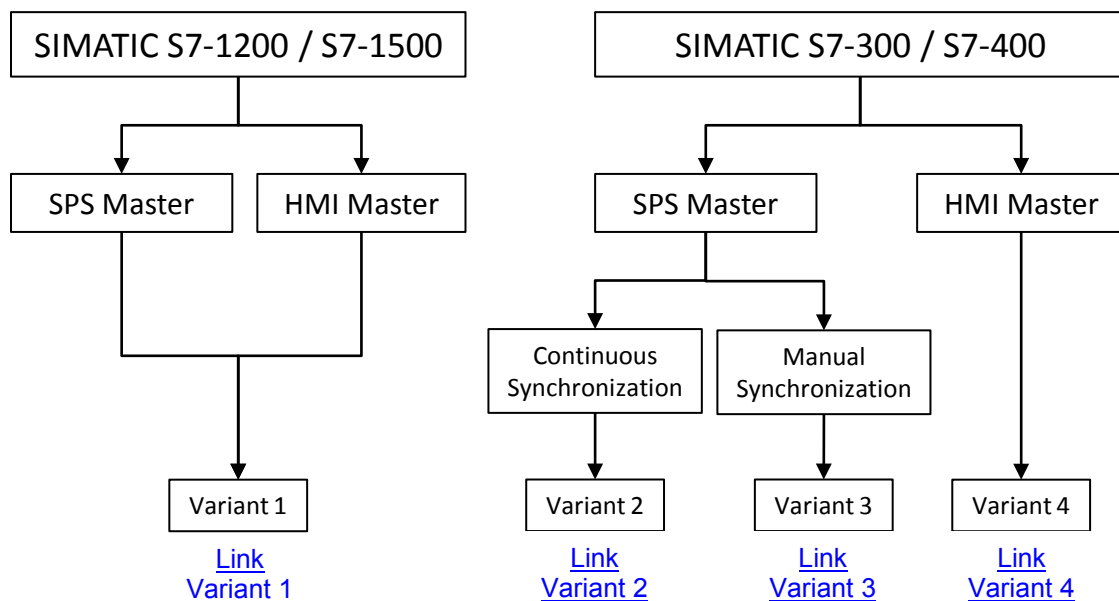 SIMATIC S7-1200 / S7-1500
SIMATIC S7-300 / S7-400
SPS Master
HMI Master
SPS Master
HMI Master
Continuous
Synchronization
Manual
Synchronization
Variant 1
Variant 2
Variant 3
Variant 4
Link
Variant 1
Link
Variant 2
Link
Variant 3
Link
Variant 4